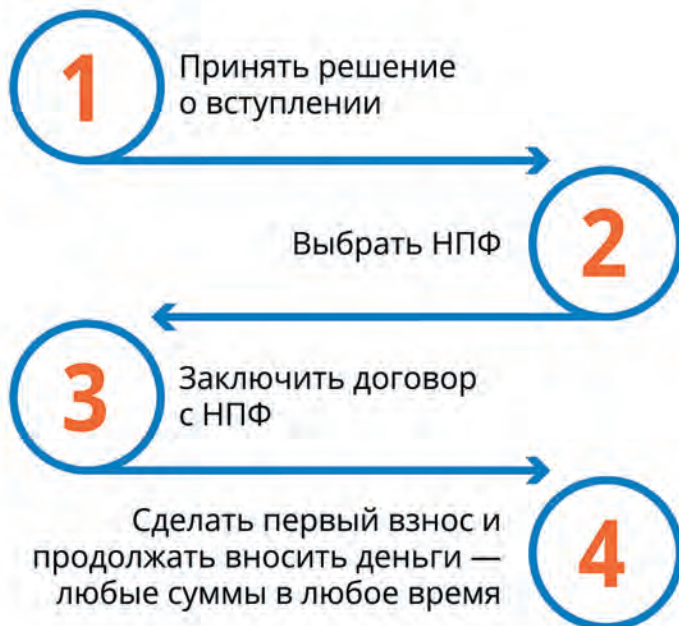 1
Принять решение
о вступлении
Выбрать НПФ
2
3
Заключить договор
с НПФ
Сделать первый взнос и
продолжать вносить деньги —
любые суммы в любое время
4